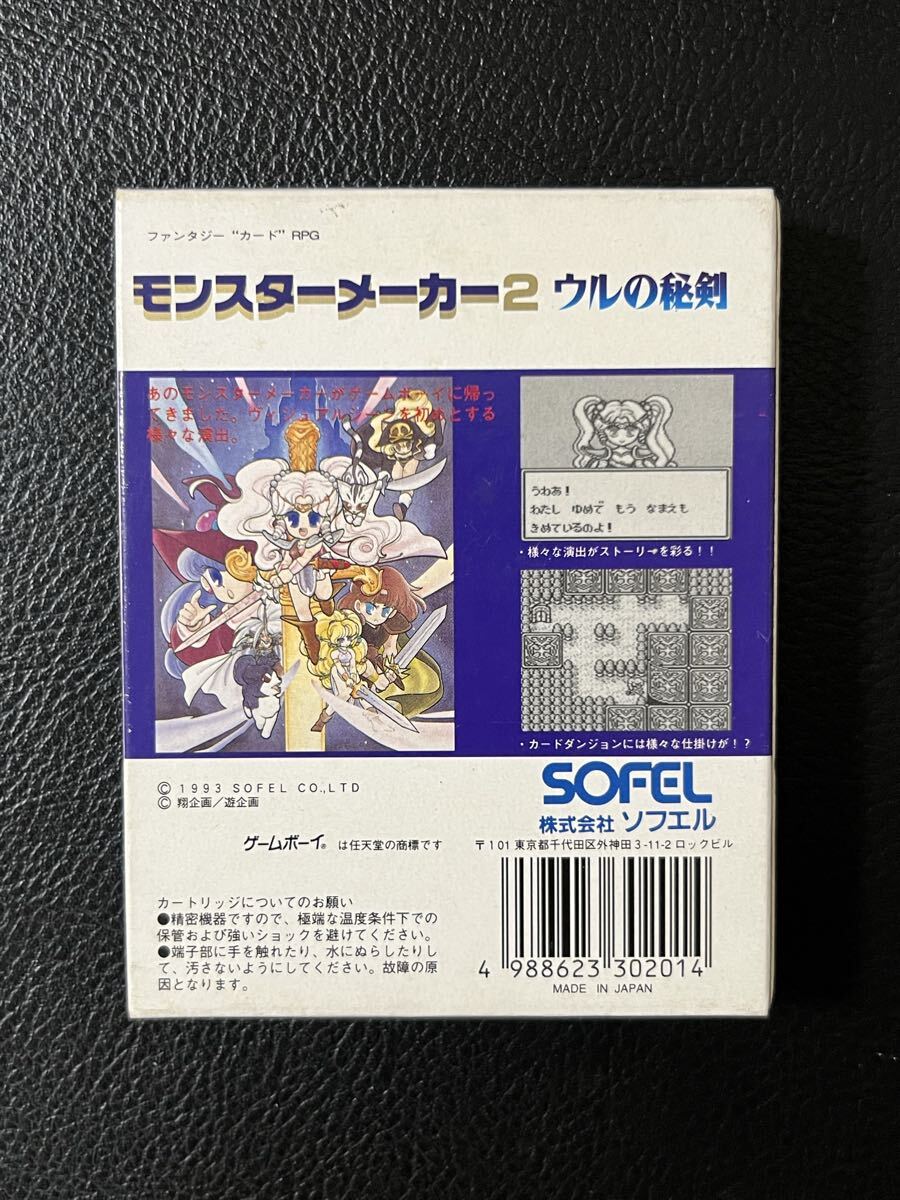 ファンタジー “カード” RPG
モンスターメーカー2 ウルの秘剣
あのモンスターメーカーがゲームボーイに帰っ
てきました。ヴィジュアルシーンを初めとする
様々な演出。
うわあ！
わたし ゆめで もう なまえも
きめているのよ！
・様々な演出がストーリーを彩る！！
・カードダンジョンには様々な仕掛けが！？
© 1993 SOFEL CO.,LTD
© 翔企画／遊企画
SOFEL
株式会社 ソフエル
ゲームボーイ® は任天堂の商標です
〒101 東京都千代田区外神田3-11-2 ロックビル
カートリッジについてのお願い
●精密機器ですので、極端な温度条件下での
保管および強いショックを避けてください。
●端子部に手を触れたり、水にぬらしたりし
て、汚さないようにしてください。故障の原
因となります。
4 988623 302014
MADE IN JAPAN